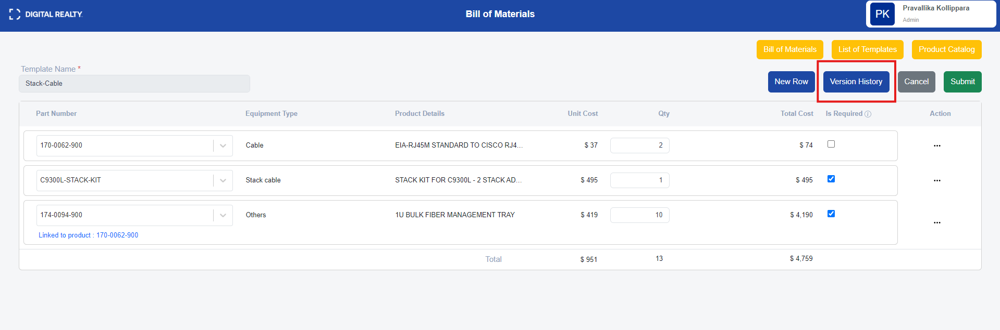 DIGITAL REALTY
Bill of Materials
PK
Pravallika Kollippara
Admin
Bill of Materials
List of Templates
Product Catalog
Template Name *
Stack-Cable
New Row
Version History
Cancel
Submit
Part Number Equipment Type Product Details Unit Cost Qty Total Cost Is Required Action
170-0062-900 Cable EIA-RJ45M STANDARD TO CISCO RJ4... $ 37 2 $ 74 ...
C9300L-STACK-KIT Stack cable STACK KIT FOR C9300L - 2 STACK AD... $ 495 1 $ 495 ...
174-0094-900 Others 1U BULK FIBER MANAGEMENT TRAY $ 419 10 $ 4,190 ...
Linked to product : 170-0062-900
Total $ 951 13 $ 4,759